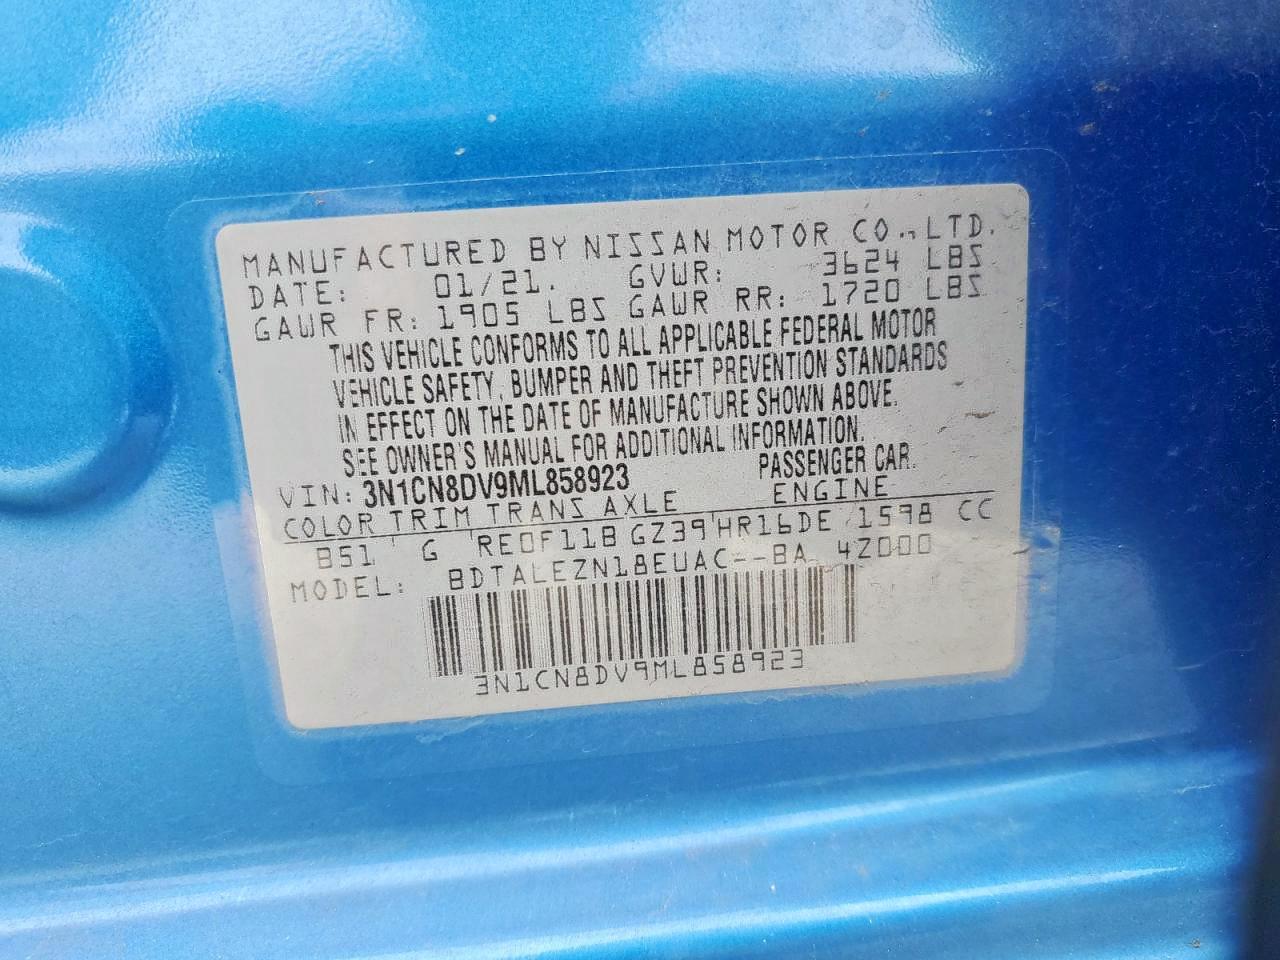 MANUFACTURED BY NISSAN MOTOR CO., LTD.
DATE: 01/21. GVWR: 3624 LBS
GAWR FR: 1905 LBS GAWR RR: 1720 LBS
THIS VEHICLE CONFORMS TO ALL APPLICABLE FEDERAL MOTOR
VEHICLE SAFETY, BUMPER AND THEFT PREVENTION STANDARDS
IN EFFECT ON THE DATE OF MANUFACTURE SHOWN ABOVE.
SEE OWNER'S MANUAL FOR ADDITIONAL INFORMATION.
VIN: 3N1CN8DV9ML858923 PASSENGER CAR.
COLOR TRIM TRANS AXLE ENGINE
B51 G RE0F11B GZ39 HR16DE 1598 CC
MODEL: BDTALEZN18EUAC--BA 42000
3N1CN8DV9ML858923